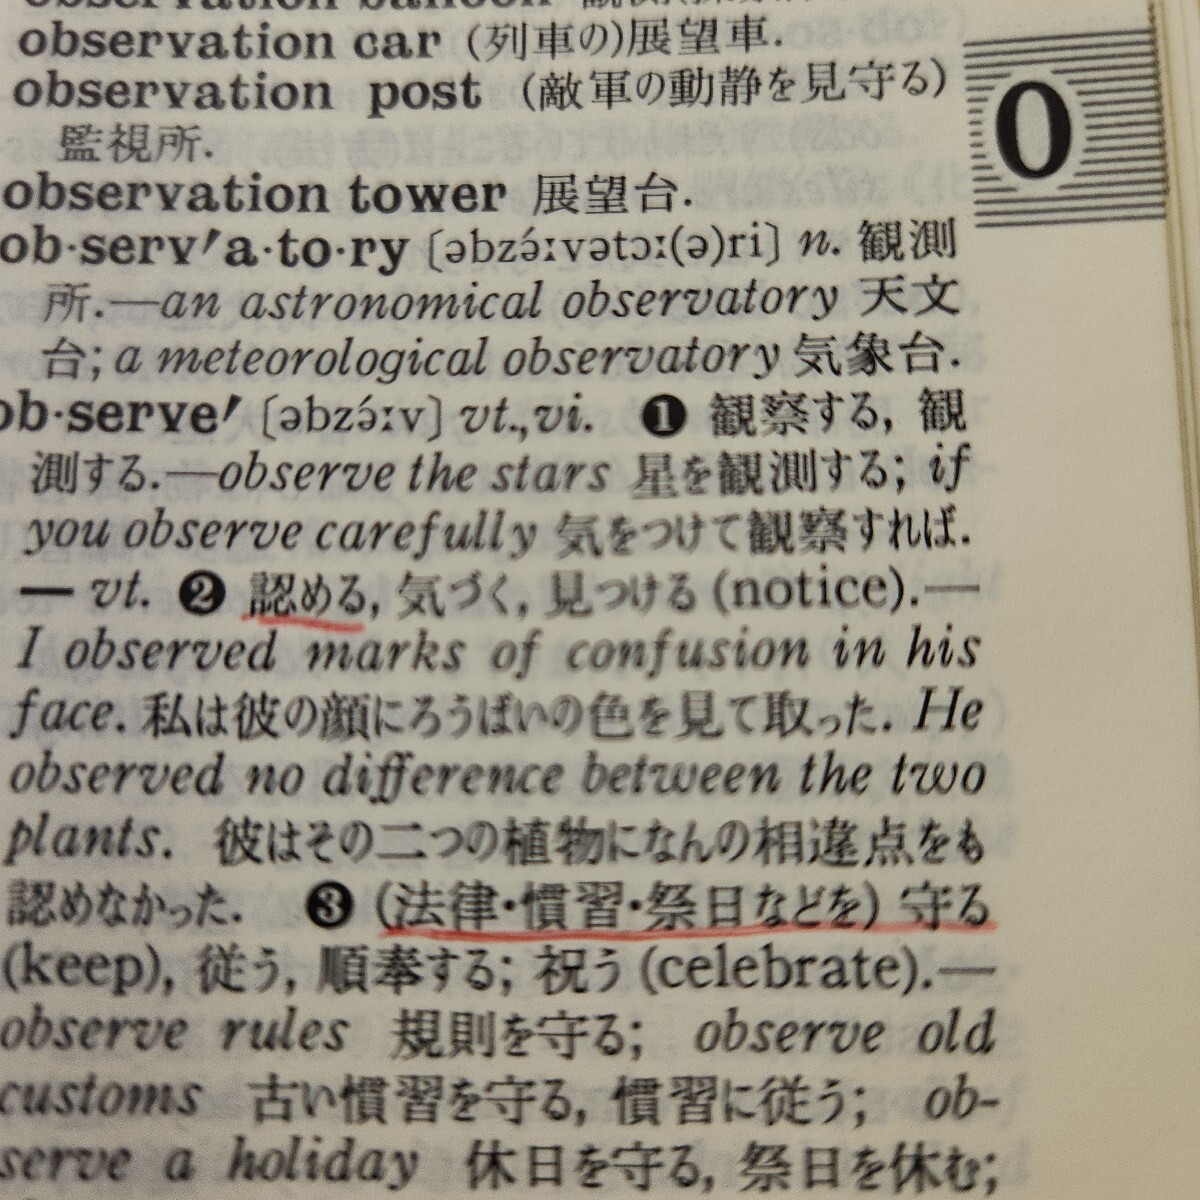 observation balloon 観測
observation car (列車の)展望車.
observation post (敵軍の動静を見守る)
監視所.
observation tower 展望台.
ob·serv′a·to·ry [əbzə́ːvətɔː(ə)ri] n. 観測
所.—an astronomical observatory 天文
台; a meteorological observatory 気象台.
ob·serve′ [əbzə́ːv] vt., vi. ❶ 観察する, 観
測する.—observe the stars 星を観測する; if
you observe carefully 気をつけて観察すれば.
— vt. ❷ 認める, 気づく, 見つける (notice).—
I observed marks of confusion in his
face. 私は彼の顔にろうばいの色を見て取った. He
observed no difference between the two
plants. 彼はその二つの植物になんの相違点をも
認めなかった. ❸ (法律・慣習・祭日などを) 守る
(keep), 従う, 順奉する; 祝う (celebrate).—
observe rules 規則を守る; observe old
customs 古い慣習を守る, 慣習に従う; ob-
serve a holiday 休日を守る, 祭日を休む;
O